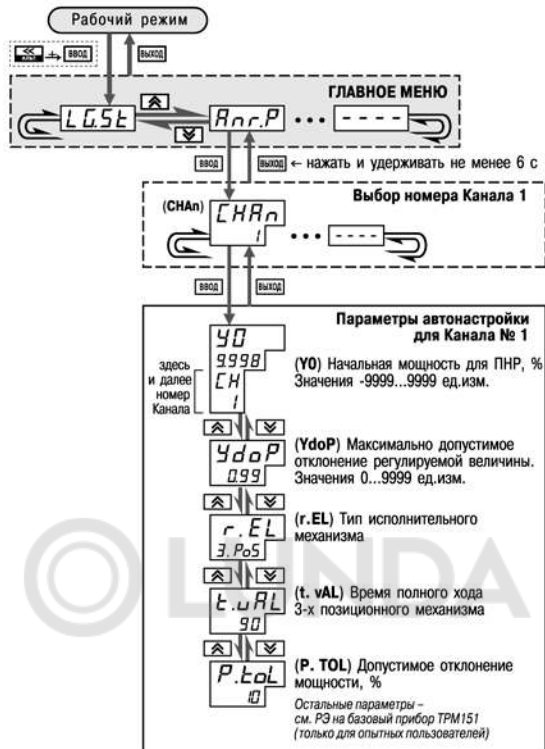 Рабочий режим
<< ВВОД ВЫХОД
ГЛАВНОЕ МЕНЮ
LG.St Anr.P ••• ----
ВВОД ВЫХОД ← нажать и удерживать не менее 6 с
Выбор номера Канала 1
(CHAn) CHAn
1 ••• ----
ВВОД ВЫХОД
Параметры автонастройки
для Канала № 1
Y0
9.998
(Y0) Начальная мощность для ПНР, %
Значения -9999...9999 ед.изм.
здесь
и далее
номер
Канала
CH
1
YdoP
0.99
(YdoP) Максимально допустимое
отклонение регулируемой величины.
Значения 0...9999 ед.изм.
r.EL
3.PoS
(r.EL) Тип исполнительного
механизма
t.vAL
90
(t. vAL) Время полного хода
3-х позиционного механизма
P.toL
10
(P. TOL) Допустимое отклонение
мощности, %
Остальные параметры –
см. РЭ на базовый прибор ТРМ151
(только для опытных пользователей)
LUNDA